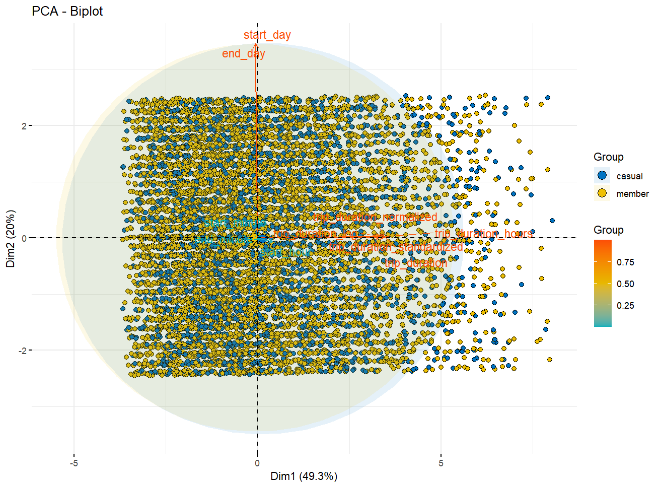 PCA - Biplot
start_day
end_day
trip_duration_hours
Dim2 (20%)
2
0
-2
-5
0
5
Dim1 (49.3%)
Group
casual
member
Group
0.75
0.50
0.25